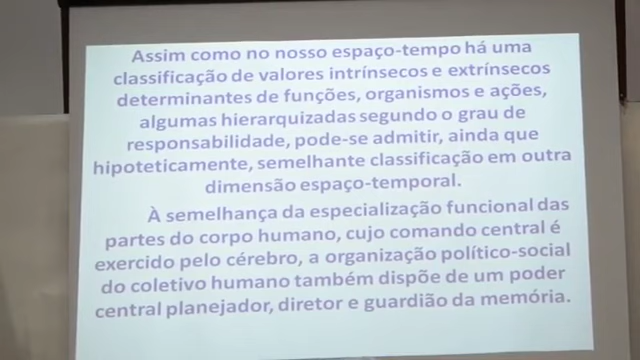 Assim como no nosso espaço-tempo há uma
classificação de valores intrínsecos e extrínsecos
determinantes de funções, organismos e ações,
algumas hierarquizadas segundo o grau de
responsabilidade, pode-se admitir, ainda que
hipoteticamente, semelhante classificação em outra
dimensão espaço-temporal.
À semelhança da especialização funcional das
partes do corpo humano, cujo comando central é
exercido pelo cérebro, a organização político-social
do coletivo humano também dispõe de um poder
central planejador, diretor e guardião da memória.